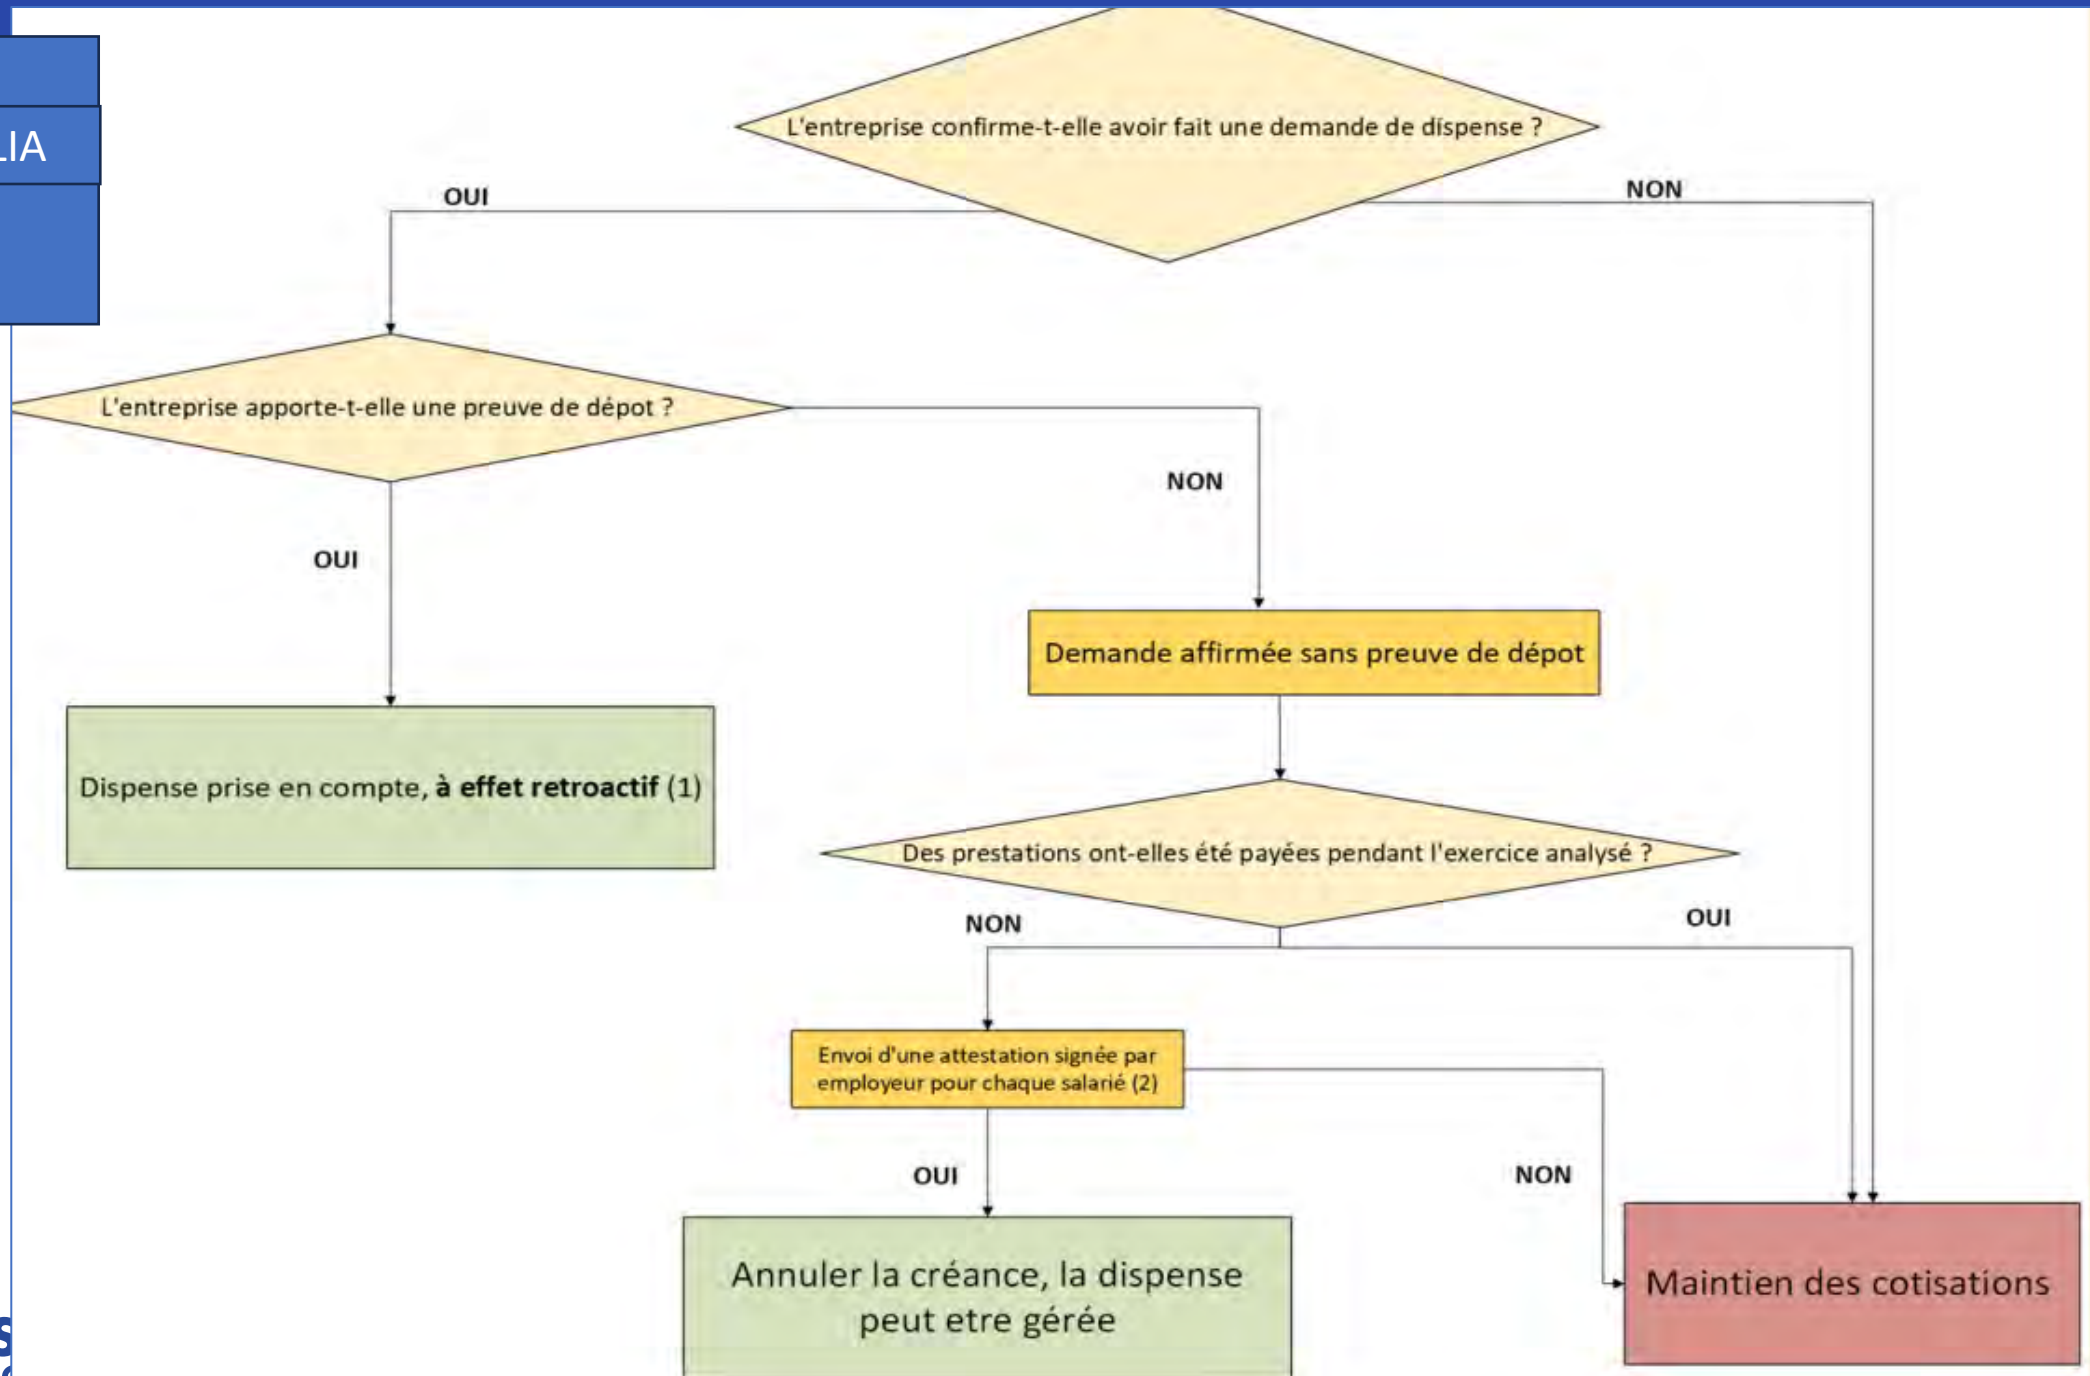 LIA
L'entreprise confirme-t-elle avoir fait une demande de dispense ?
OUI
NON
L'entreprise apporte-t-elle une preuve de dépot ?
NON
OUI
Demande affirmée sans preuve de dépot
Dispense prise en compte, à effet retroactif (1)
Des prestations ont-elles été payées pendant l'exercice analysé ?
NON
OUI
Envoi d'une attestation signée par
employeur pour chaque salarié (2)
OUI
NON
Annuler la créance, la dispense
peut etre gérée
Maintien des cotisations